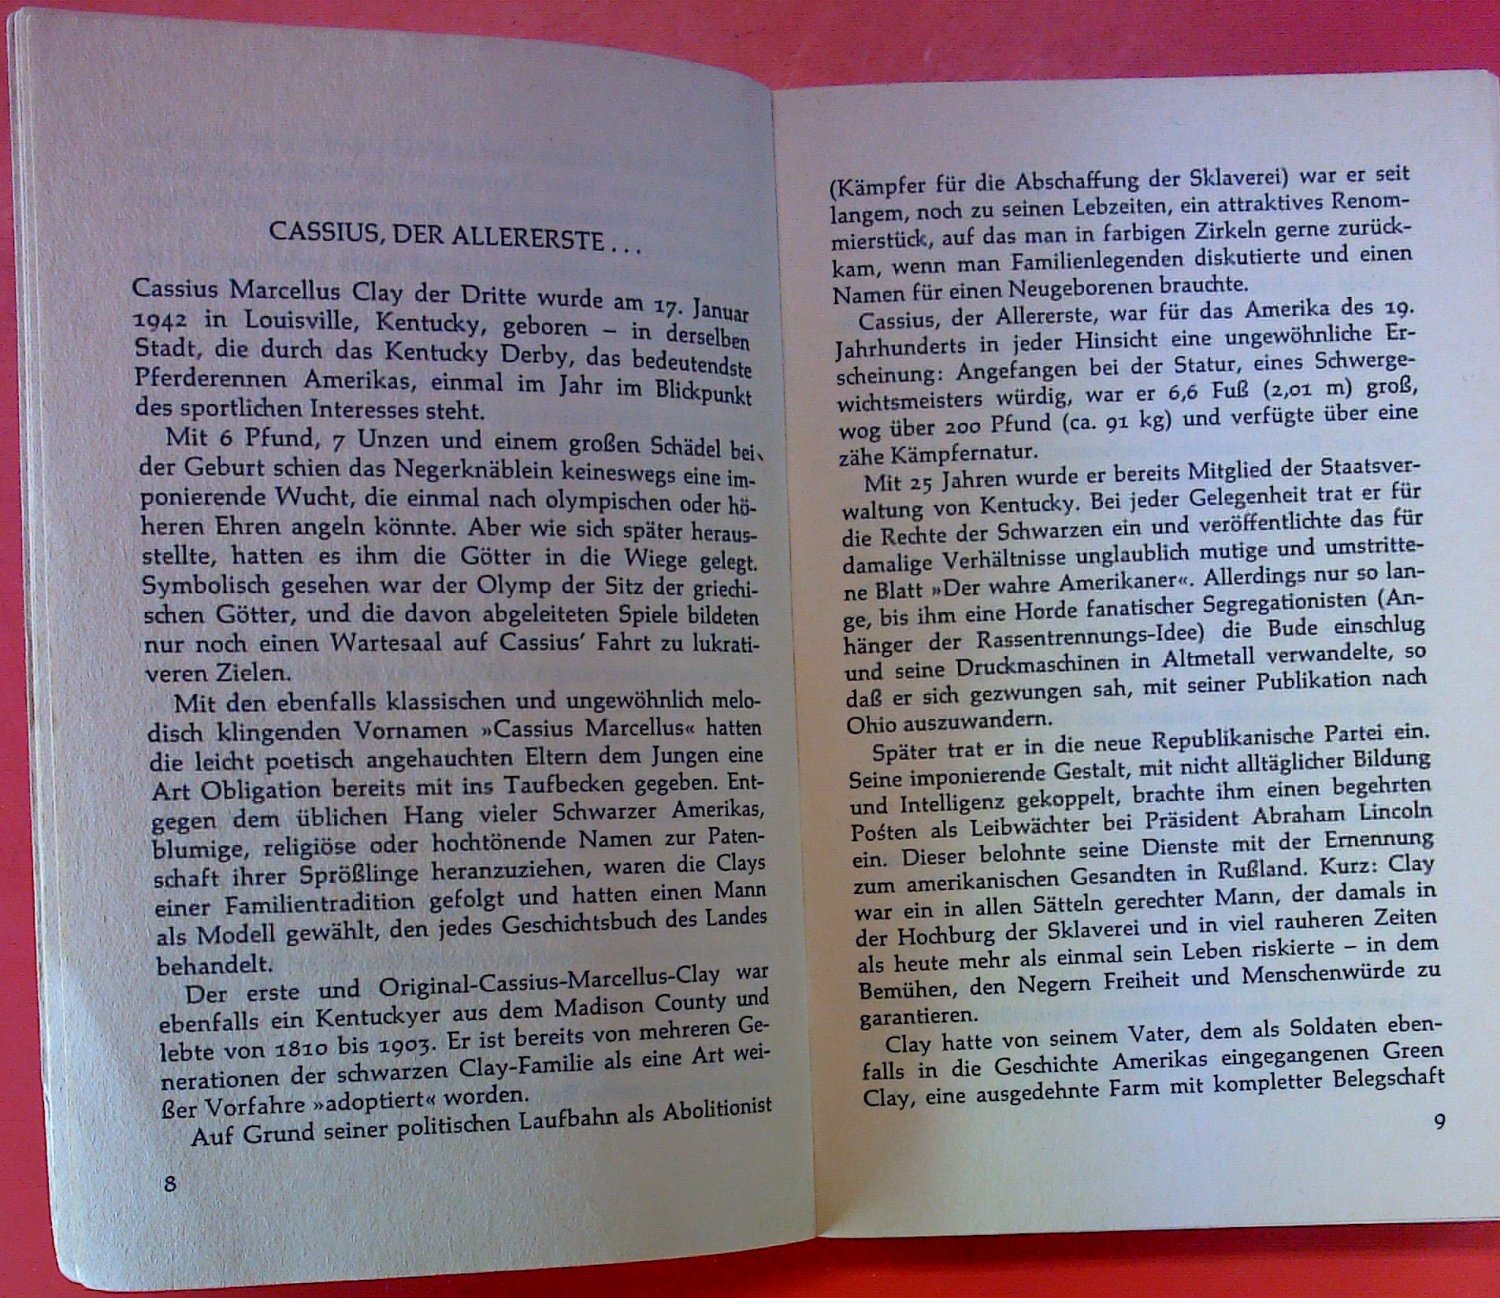 CASSIUS, DER ALLERERSTE . . .
Cassius Marcellus Clay der Dritte wurde am 17. Januar
1942 in Louisville, Kentucky, geboren – in derselben
Stadt, die durch das Kentucky Derby, das bedeutendste
Pferderennen Amerikas, einmal im Jahr im Blickpunkt
des sportlichen Interesses steht.
Mit 6 Pfund, 7 Unzen und einem großen Schädel bei
der Geburt schien das Negerknäblein keineswegs eine im-
ponierende Wucht, die einmal nach olympischen oder hö-
heren Ehren angeln könnte. Aber wie sich später heraus-
stellte, hatten es ihm die Götter in die Wiege gelegt.
Symbolisch gesehen war der Olymp der Sitz der griechi-
schen Götter, und die davon abgeleiteten Spiele bildeten
nur noch einen Wartesaal auf Cassius’ Fahrt zu lukrati-
veren Zielen.
Mit den ebenfalls klassischen und ungewöhnlich melo-
disch klingenden Vornamen »Cassius Marcellus« hatten
die leicht poetisch angehauchten Eltern dem Jungen eine
Art Obligation bereits mit ins Taufbecken gegeben. Ent-
gegen dem üblichen Hang vieler Schwarzer Amerikas,
blumige, religiöse oder hochtönende Namen zur Paten-
schaft ihrer Sprößlinge heranzuziehen, waren die Clays
einer Familientradition gefolgt und hatten einen Mann
als Modell gewählt, den jedes Geschichtsbuch des Landes
behandelt.
Der erste und Original-Cassius-Marcellus-Clay war
ebenfalls ein Kentuckyer aus dem Madison County und
lebte von 1810 bis 1903. Er ist bereits von mehreren Ge-
nerationen der schwarzen Clay-Familie als eine Art wei-
ßer Vorfahre »adoptiert« worden.
Auf Grund seiner politischen Laufbahn als Abolitionist
8
(Kämpfer für die Abschaffung der Sklaverei) war er seit
langem, noch zu seinen Lebzeiten, ein attraktives Renom-
mierstück, auf das man in farbigen Zirkeln gerne zurück-
kam, wenn man Familienlegenden diskutierte und einen
Namen für einen Neugeborenen brauchte.
Cassius, der Allererste, war für das Amerika des 19.
Jahrhunderts in jeder Hinsicht eine ungewöhnliche Er-
scheinung: Angefangen bei der Statur, eines Schwerge-
wichtsmeisters würdig, war er 6,6 Fuß (2,01 m) groß,
wog über 200 Pfund (ca. 91 kg) und verfügte über eine
zähe Kämpfernatur.
Mit 25 Jahren wurde er bereits Mitglied der Staatsver-
waltung von Kentucky. Bei jeder Gelegenheit trat er für
die Rechte der Schwarzen ein und veröffentlichte das für
damalige Verhältnisse unglaublich mutige und umstritte-
ne Blatt »Der wahre Amerikaner«. Allerdings nur so lan-
ge, bis ihm eine Horde fanatischer Segregationisten (An-
hänger der Rassentrennungs-Idee) die Bude einschlug
und seine Druckmaschinen in Altmetall verwandelte, so
daß er sich gezwungen sah, mit seiner Publikation nach
Ohio auszuwandern.
Später trat er in die neue Republikanische Partei ein.
Seine imponierende Gestalt, mit nicht alltäglicher Bildung
und Intelligenz gekoppelt, brachte ihm einen begehrten
Posten als Leibwächter bei Präsident Abraham Lincoln
ein. Dieser belohnte seine Dienste mit der Ernennung
zum amerikanischen Gesandten in Rußland. Kurz: Clay
war ein in allen Sätteln gerechter Mann, der damals in
der Hochburg der Sklaverei und in viel rauheren Zeiten
als heute mehr als einmal sein Leben riskierte – in dem
Bemühen, den Negern Freiheit und Menschenwürde zu
garantieren.
Clay hatte von seinem Vater, dem als Soldaten eben-
falls in die Geschichte Amerikas eingegangenen Green
Clay, eine ausgedehnte Farm mit kompletter Belegschaft
9